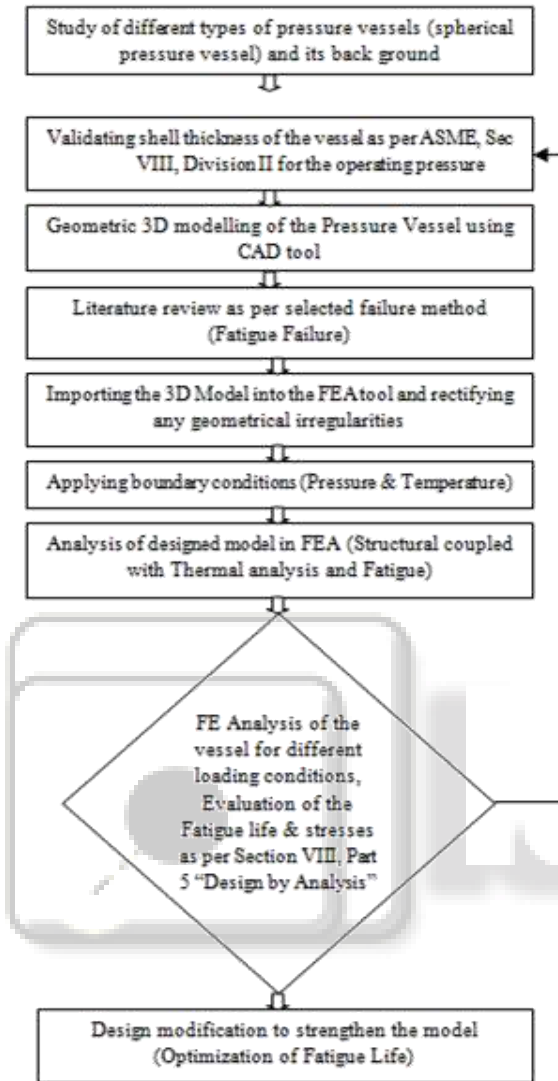 Study of different types of pressure vessels (spherical
pressure vessel) and its back ground
Validating shell thickness of the vessel as per ASME, Sec
VIII, Division II for the operating pressure
Geometric 3D modelling of the Pressure Vessel using
CAD tool
Literature review as per selected failure method
(Fatigue Failure)
Importing the 3D Model into the FEA tool and rectifying
any geometrical irregularities
Applying boundary conditions (Pressure & Temperature)
Analysis of designed model in FEA (Structural coupled
with Thermal analysis and Fatigue)
FE Analysis of the
vessel for different
loading conditions,
Evaluation of the
Fatigue life & stresses
as per Section VIII, Part
5 “Design by Analysis”
Design modification to strengthen the model
(Optimization of Fatigue Life)